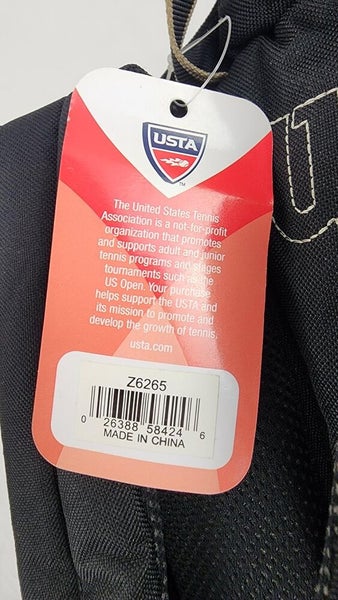 USTA
TM
The United States Tennis
Association is a not-for-profit
organization that promotes
and supports adult and junior
tennis programs and stages
tournaments such as the
US Open. Your purchase
helps support the USTA and
its mission to promote and
develop the growth of tennis.
usta.com
Z6265
0 26388 58424 6
MADE IN CHINA